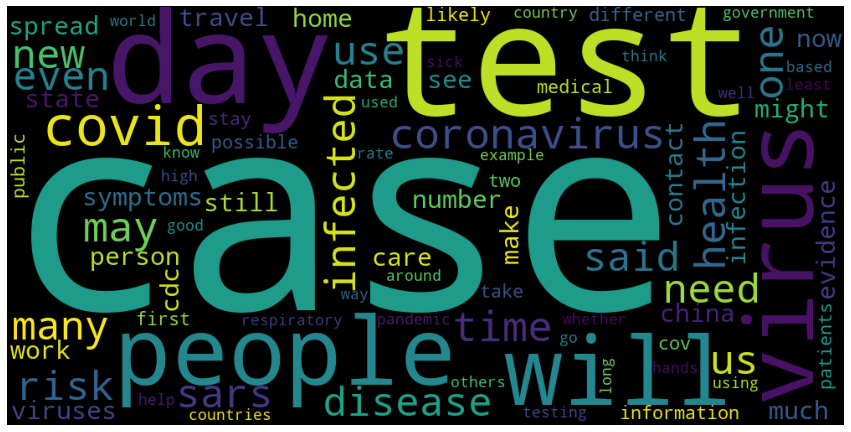 world
travel
home
likely
country
different
government
spread
day
test
one
now
new
use
think
even
data
see
sick
medical
based
state
used
well
least
might
covid
stay
infected
coronavirus
health
contact
infection
virus
public
know
possible
rate
example
high
two
symptoms
good
still
number
case
make
said
evidence
patients
may
person
cdc
care
around
need
way
take
china
many
first
respiratory
pandemic
time
whether
work
people
will
go
long
cov
us
risk
sars
disease
others
hands
using
viruses
help
countries
testing
information
much